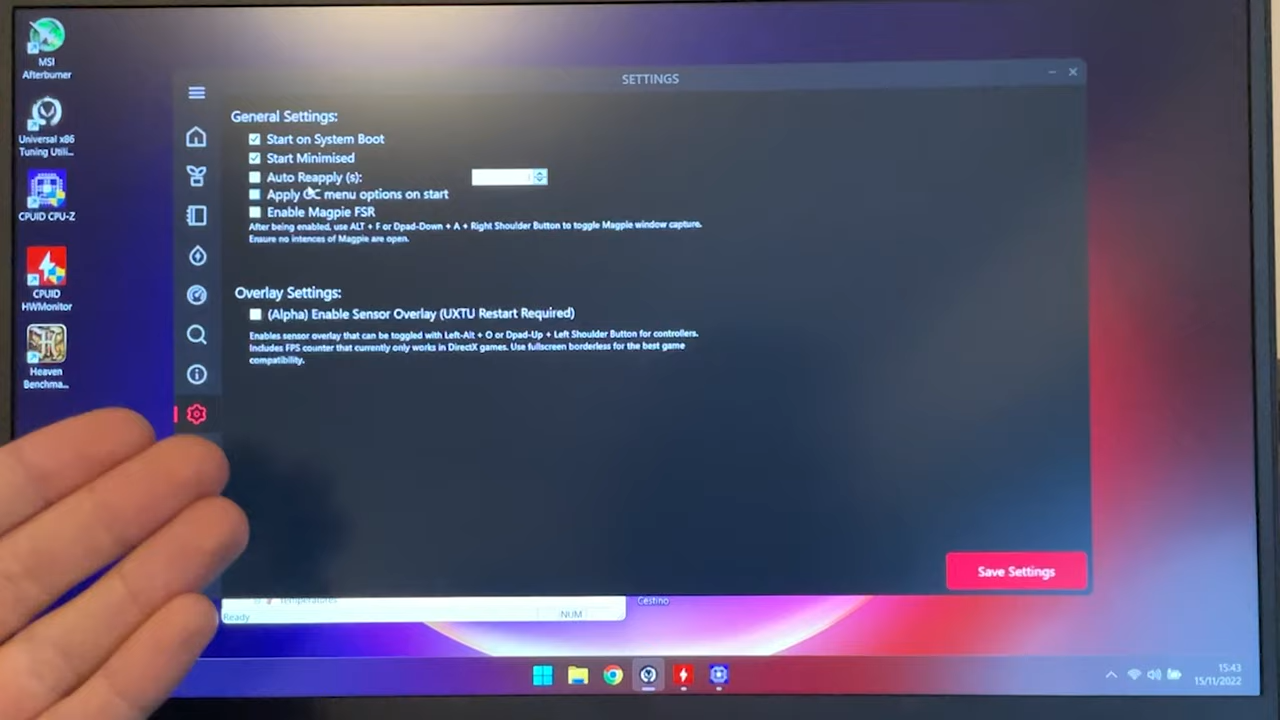 MSI
Afterburner
Universal x86
Tuning Utili...
CPUID CPU-Z
CPUID
HWMonitor
Heaven
Benchma...
SETTINGS
General Settings:
Start on System Boot
Start Minimised
Auto Reapply (s):
Apply OC menu options on start
Enable Magpie FSR
After being enabled, use ALT + F or Dpad-Down + A + Right Shoulder Button to toggle Magpie window capture.
Ensure no intences of Magpie are open.
Overlay Settings:
(Alpha) Enable Sensor Overlay (UXTU Restart Required)
Enables sensor overlay that can be toggled with Left-Alt + O or Dpad-Up + Left Shoulder Button for controllers.
Includes FPS counter that currently only works in DirectX games. Use fullscreen borderless for the best game
compatibility.
Save Settings
Temperatures
Cestino
Ready
NUM
15:43
15/11/2022